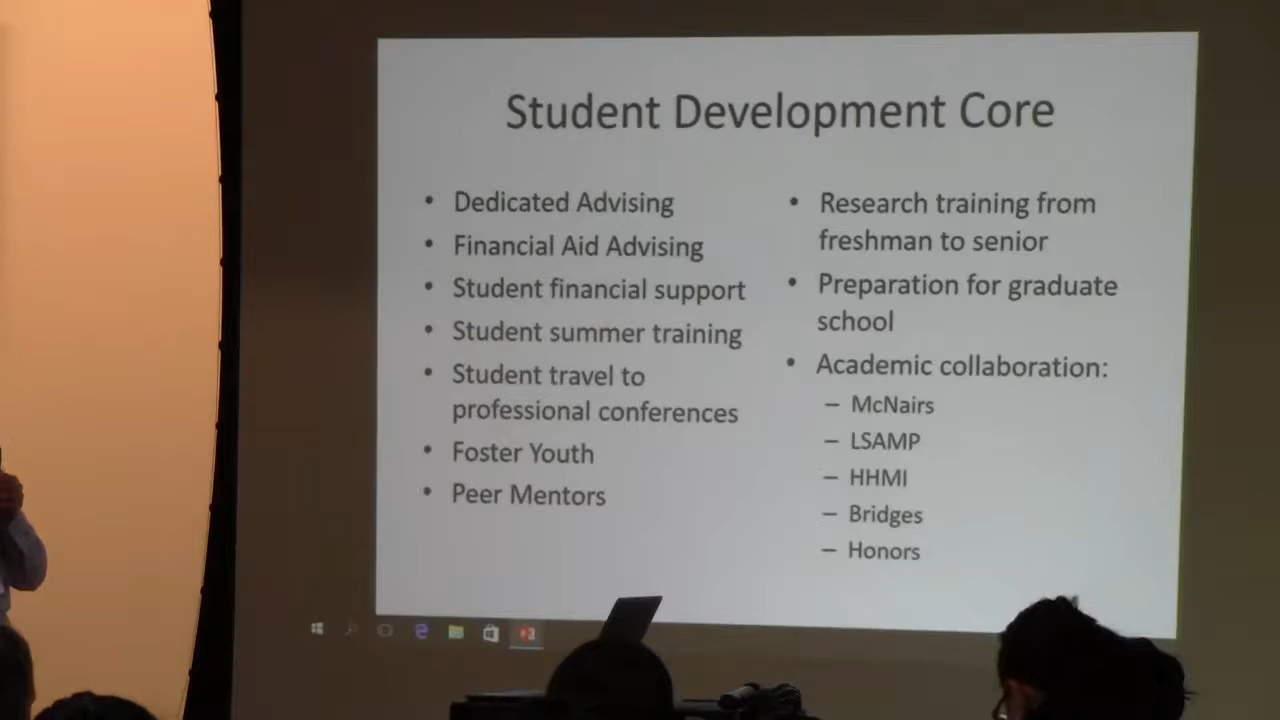 Student Development Core
• Dedicated Advising
• Financial Aid Advising
• Student financial support
• Student summer training
• Student travel to
professional conferences
• Foster Youth
• Peer Mentors
• Research training from
freshman to senior
• Preparation for graduate
school
• Academic collaboration:
– McNairs
– LSAMP
– HHMI
– Bridges
– Honors